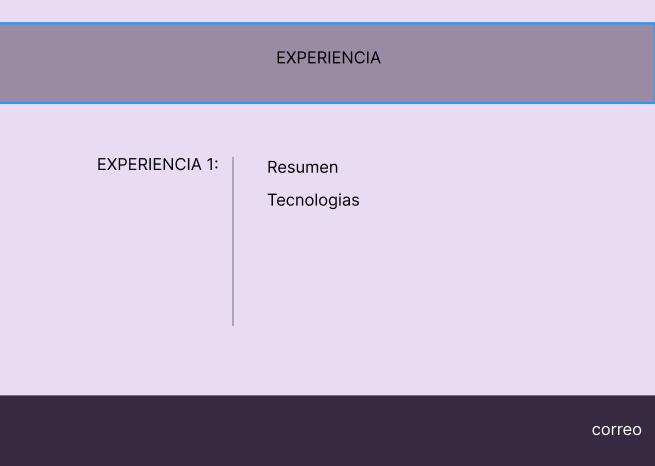 EXPERIENCIA
EXPERIENCIA 1:
Resumen
Tecnologias
correo